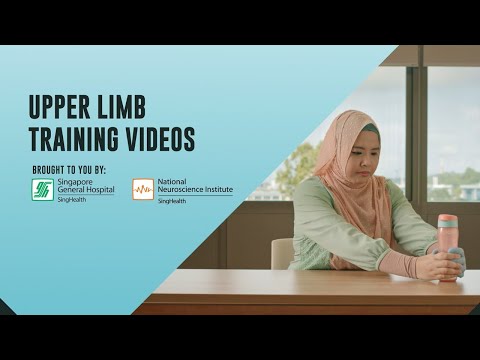 UPPER LIMB
TRAINING VIDEOS
BROUGHT TO YOU BY:
Singapore
General Hospital
SingHealth
National
Neuroscience Institute
SingHealth